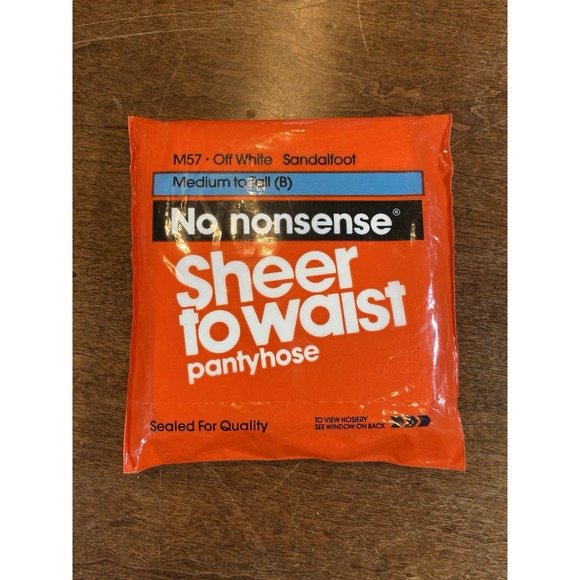 M57 • Off White Sandalfoot
Medium to Tall (B)
No nonsense®
Sheer
to waist
pantyhose
Sealed For Quality
TO VIEW HOSIERY
SEE WINDOW ON BACK